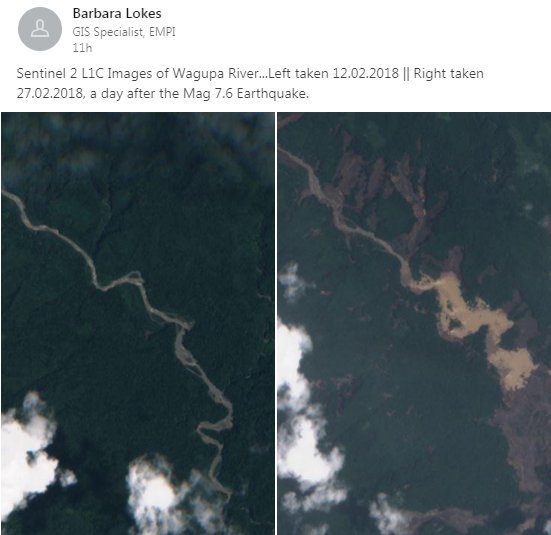 Barbara Lokes
GIS Specialist, EMPI
11h
Sentinel 2 L1C Images of Wagupa River...Left taken 12.02.2018 || Right taken
27.02.2018, a day after the Mag 7.6 Earthquake.